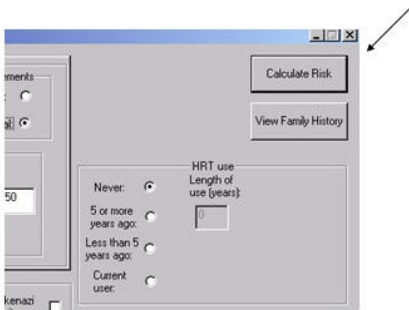 Calculate Risk
ements
View Family History
HRT use
Never:
Length of
use (years):
50
0
5 or more
years ago:
Less than 5
years ago:
Current
user:
kenazi